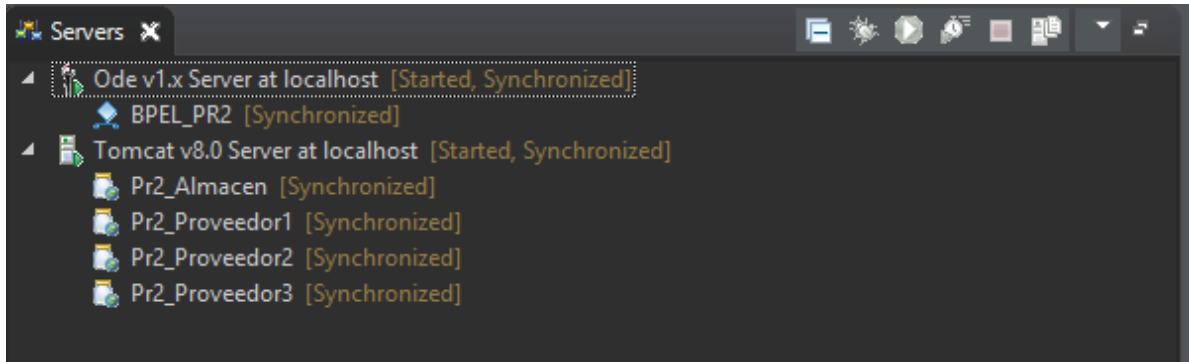 Servers
Ode v1.x Server at localhost [Started, Synchronized]
BPEL_PR2 [Synchronized]
Tomcat v8.0 Server at localhost [Started, Synchronized]
Pr2_Almacen [Synchronized]
Pr2_Proveedor1 [Synchronized]
Pr2_Proveedor2 [Synchronized]
Pr2_Proveedor3 [Synchronized]